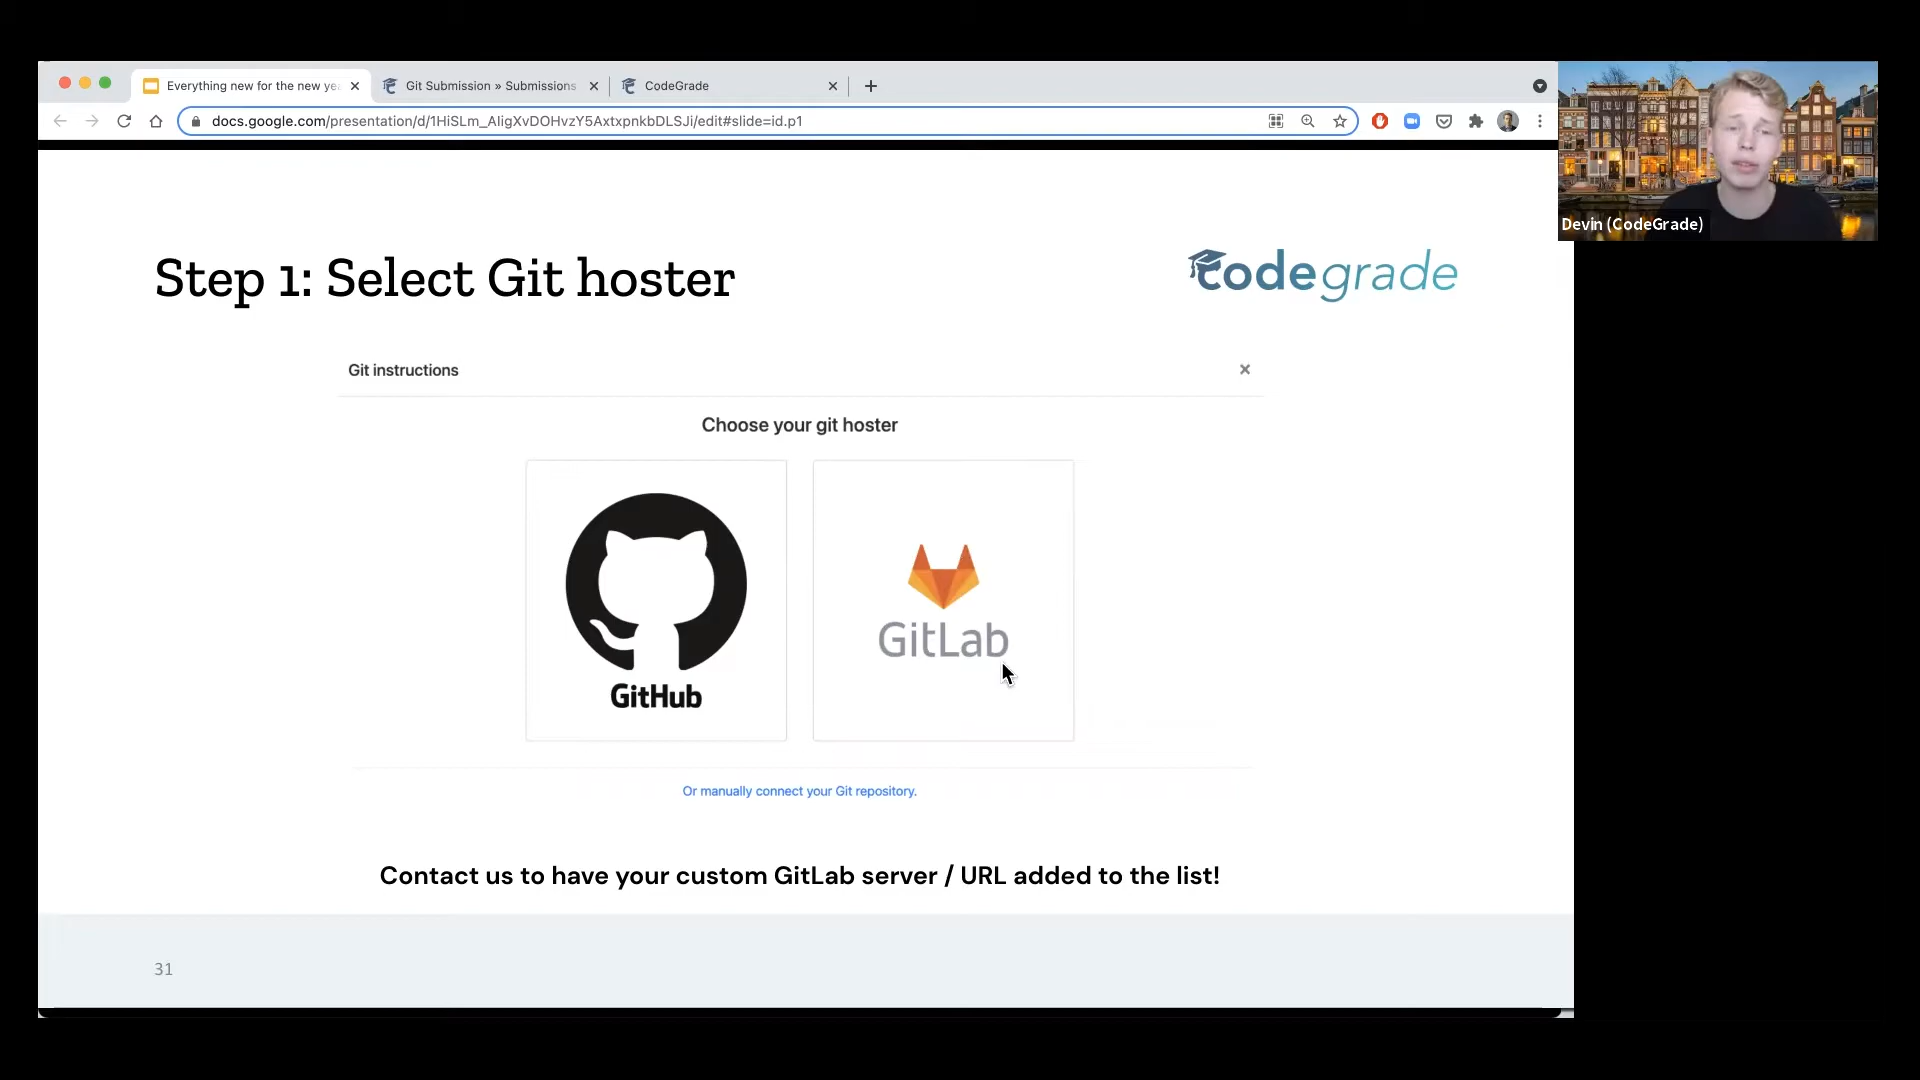 Everything new for the new ye
Git Submission » Submissions
CodeGrade
docs.google.com/presentation/d/1HiSLm_AIigXvDOHvzY5AxtxpnkbDLSJi/edit#slide=id.p1
Devin (CodeGrade)
Step 1: Select Git hoster
codegrade
Git instructions
Choose your git hoster
GitHub
GitLab
Or manually connect your Git repository.
Contact us to have your custom GitLab server / URL added to the list!
31